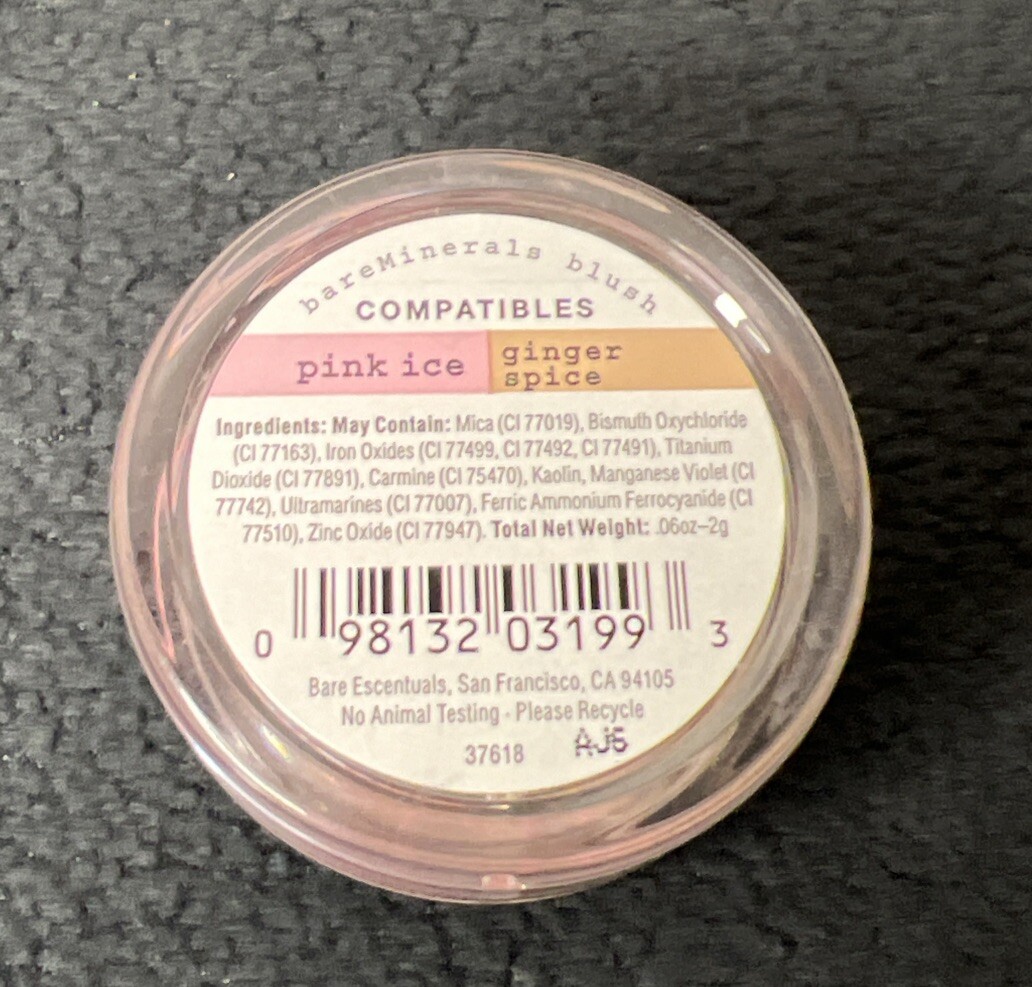 bareMinerals blush
COMPATIBLES
pink ice
ginger
spice
Ingredients: May Contain: Mica (CI 77019), Bismuth Oxychloride
(CI 77163), Iron Oxides (CI 77499, CI 77492, CI 77491), Titanium
Dioxide (CI 77891), Carmine (CI 75470), Kaolin, Manganese Violet (CI
77742), Ultramarines (CI 77007), Ferric Ammonium Ferrocyanide (CI
77510), Zinc Oxide (CI 77947). Total Net Weight: .06oz–2g
0 98132 03199 3
Bare Escentuals, San Francisco, CA 94105
No Animal Testing · Please Recycle
37618 AJ5